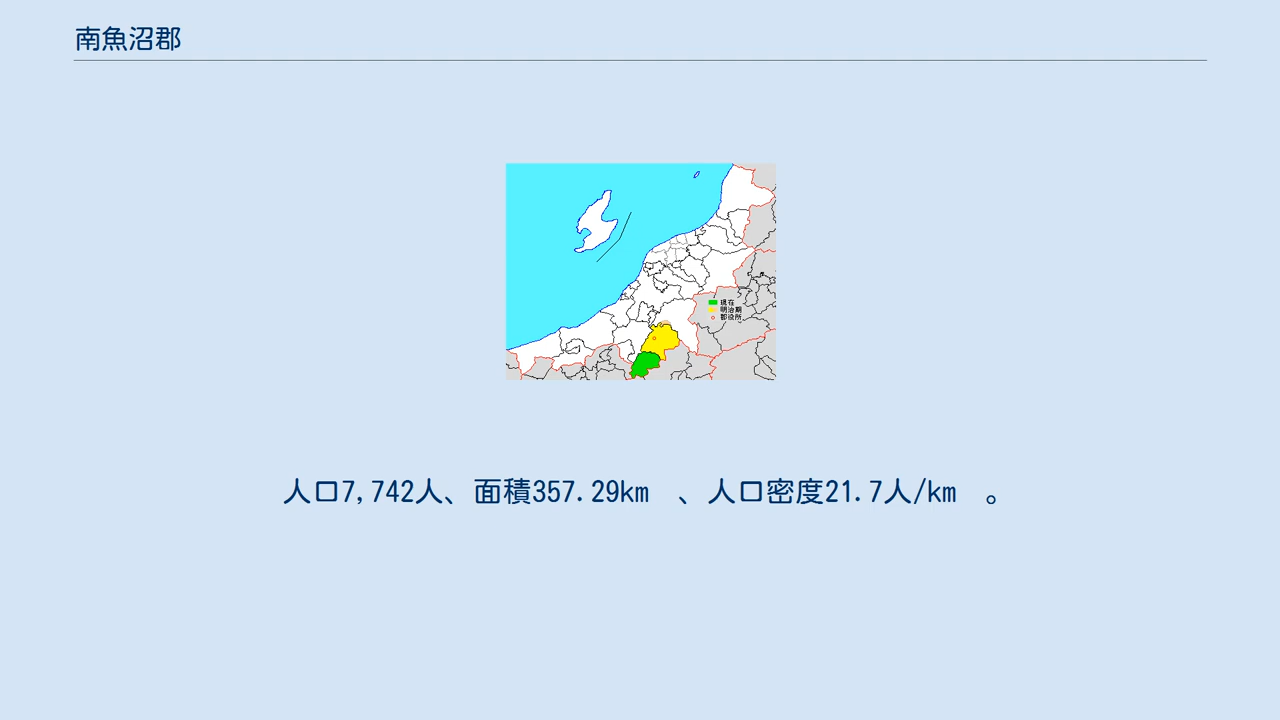 南魚沼郡
現在
明治期
郡役所
人口7,742人、面積357.29km　、人口密度21.7人/km　。